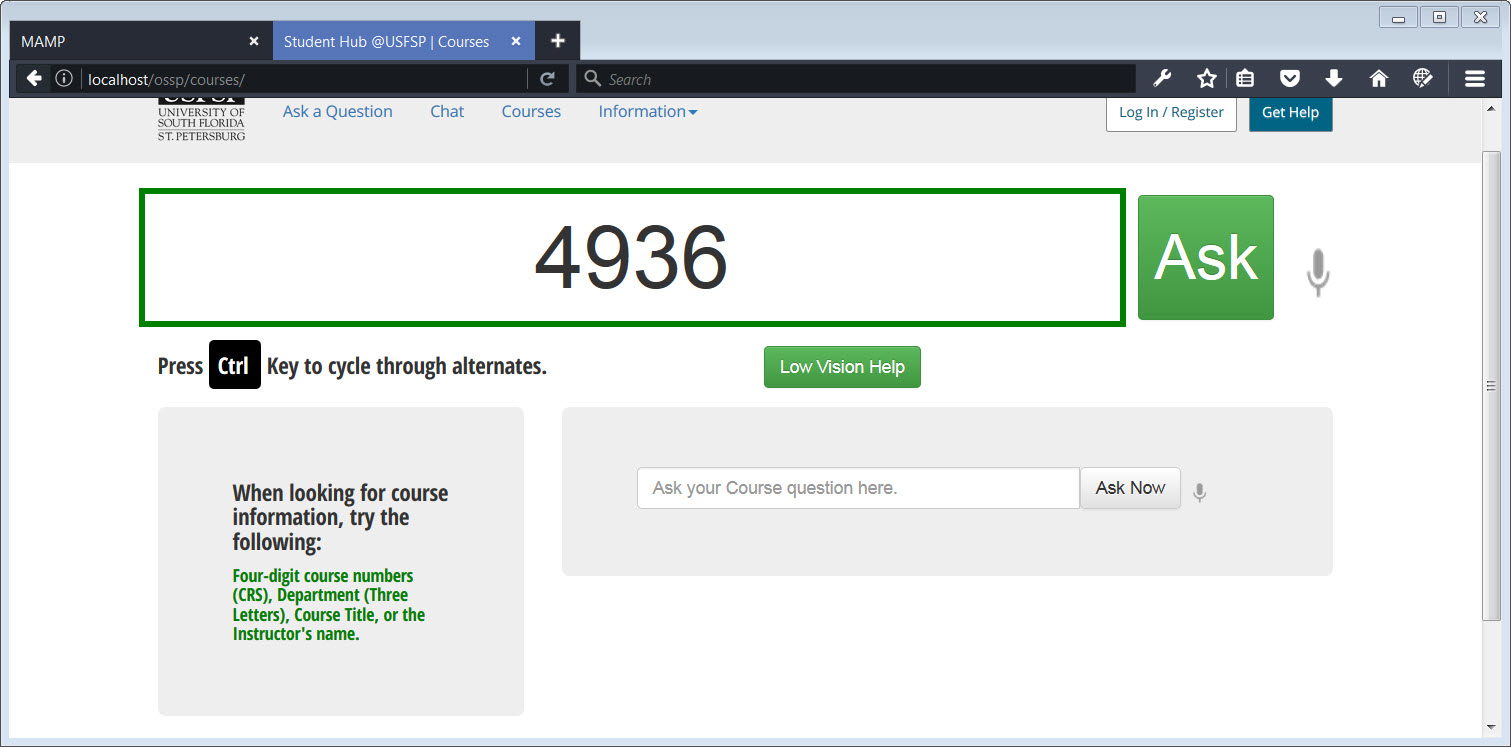 MAMP
Student Hub @USFSP | Courses
localhost/ossp/courses/
Search
USFSP
UNIVERSITY OF
SOUTH FLORIDA
ST. PETERSBURG
Ask a Question
Chat
Courses
Information
Log In / Register
Get Help
4936
Ask
Press Ctrl Key to cycle through alternates.
Low Vision Help
When looking for course
information, try the
following:
Four-digit course numbers
(CRS), Department (Three
Letters), Course Title, or the
Instructor's name.
Ask your Course question here.
Ask Now